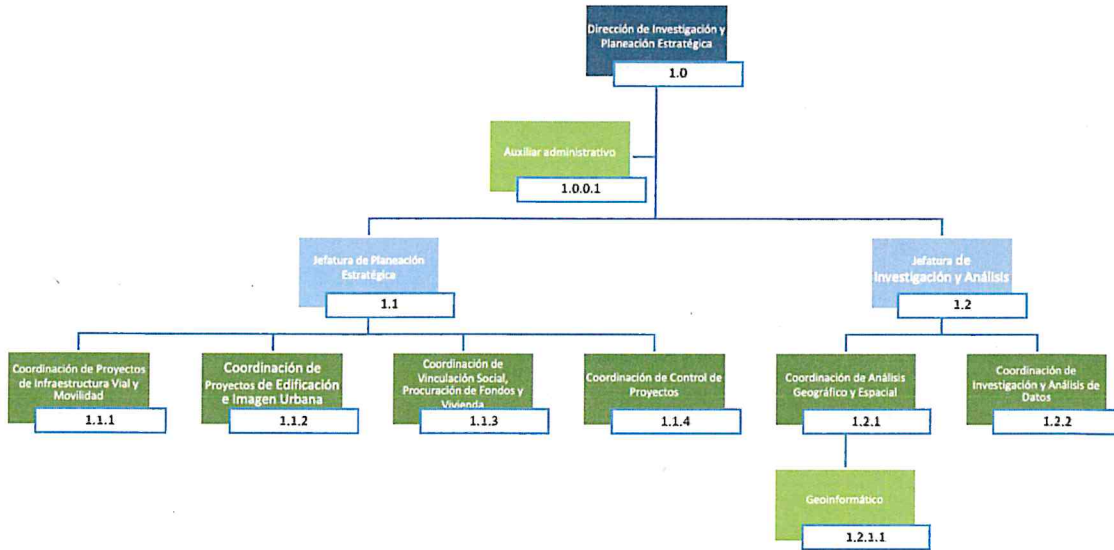 Dirección de Investigación y
Planeación Estratégica
1.0
Auxiliar administrativo
1.0.0.1
Jefatura de Planeación
Estratégica
1.1
Jefatura de
Investigación y Análisis
1.2
Coordinación de Proyectos
de Infraestructura Vial y
Movilidad
1.1.1
Coordinación de
Proyectos de Edificación
e Imagen Urbana
1.1.2
Coordinación de
Vinculación Social,
Procuración de Fondos y
Vivienda
1.1.3
Coordinación de Control de
Proyectos
1.1.4
Coordinación de Análisis
Geográfico y Espacial
1.2.1
Coordinación de
Investigación y Análisis de
Datos
1.2.2
Geoinformático
1.2.1.1